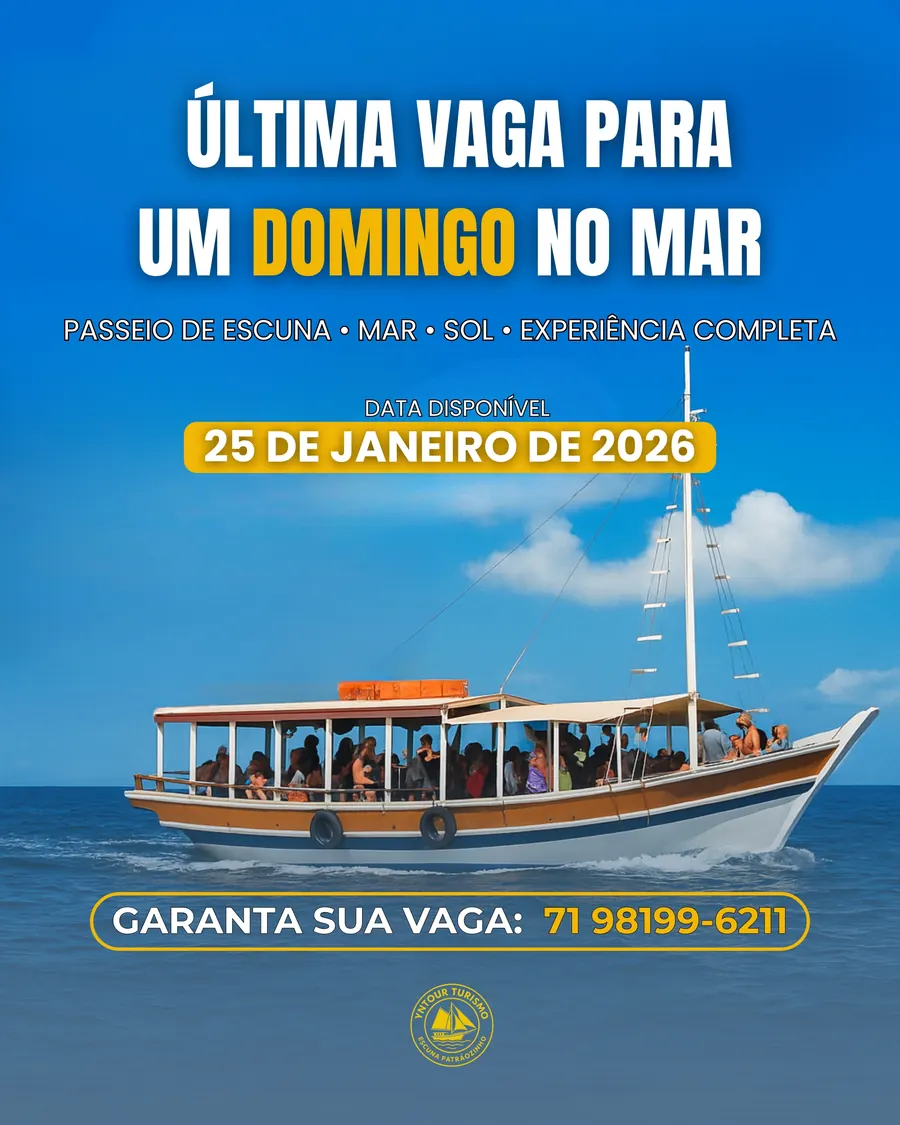 ÚLTIMA VAGA PARA
UM DOMINGO NO MAR
PASSEIO DE ESCUNA • MAR • SOL • EXPERIÊNCIA COMPLETA
DATA DISPONÍVEL
25 DE JANEIRO DE 2026
GARANTA SUA VAGA: 71 98199-6211
YNTOUR TURISMO
ESCUNA PATRÃOZINHO